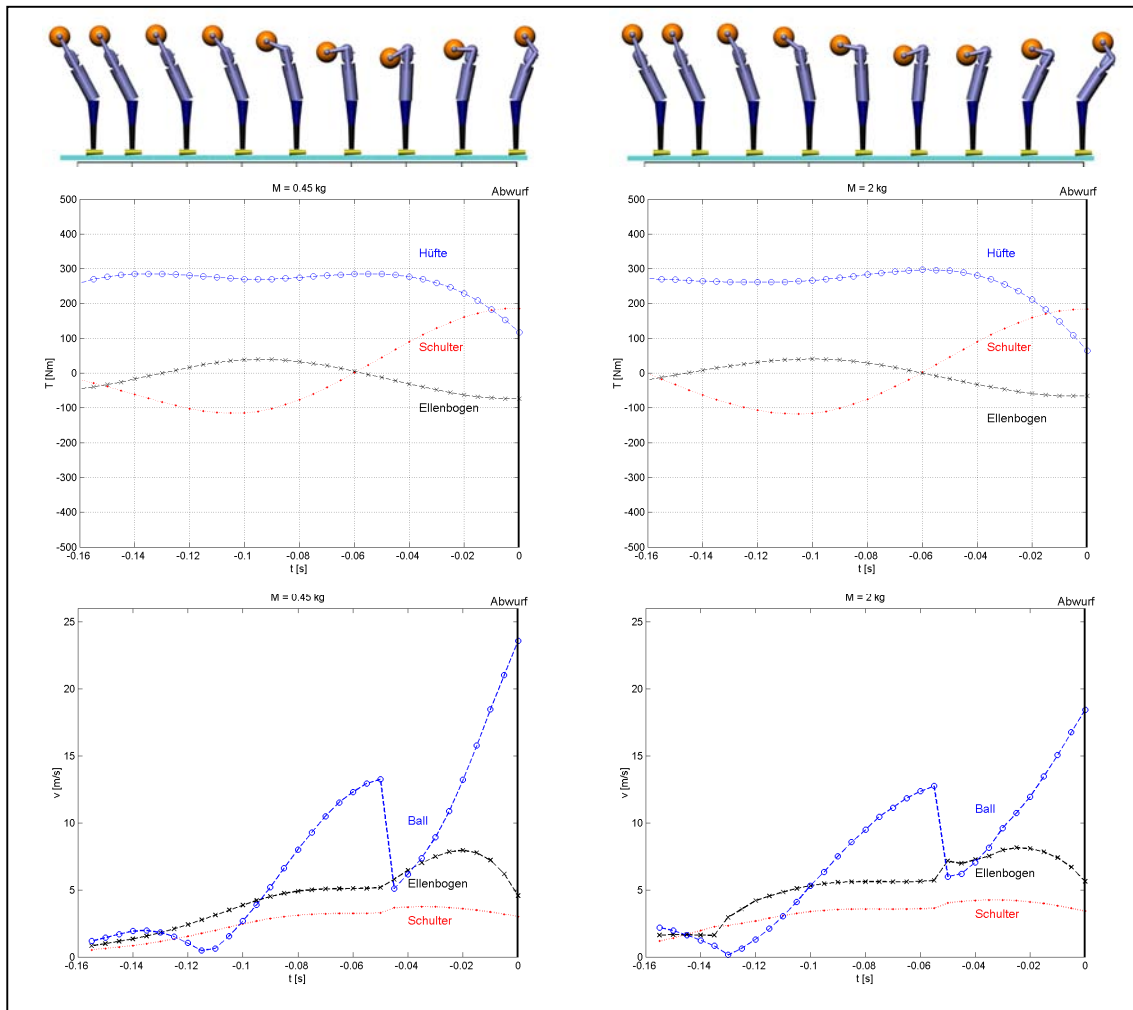 M = 0.45 kg
Abwurf
500
400
300
200
100
0
-100
-200
-300
-400
-500
T [Nm]
Hüfte
Schulter
Ellenbogen
-0.16
-0.14
-0.12
-0.1
-0.08
-0.06
-0.04
-0.02
0
t [s]
M = 2 kg
Abwurf
500
400
300
200
100
0
-100
-200
-300
-400
-500
T [Nm]
Hüfte
Schulter
Ellenbogen
-0.16
-0.14
-0.12
-0.1
-0.08
-0.06
-0.04
-0.02
0
t [s]
M = 0.45 kg
Abwurf
25
20
15
10
5
0
v [m/s]
Ball
Ellenbogen
Schulter
-0.16
-0.14
-0.12
-0.1
-0.08
-0.06
-0.04
-0.02
0
t [s]
M = 2 kg
Abwurf
25
20
15
10
5
0
v [m/s]
Ball
Ellenbogen
Schulter
-0.16
-0.14
-0.12
-0.1
-0.08
-0.06
-0.04
-0.02
0
t [s]